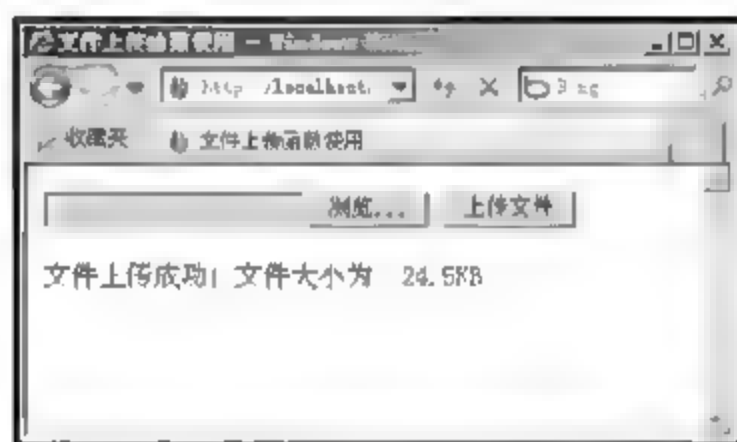 文件上传函数使用 - Windows
http://localhost/
Bing
收藏夹 文件上传函数使用
浏览... 上传文件
文件上传成功! 文件大小为 24.5KB